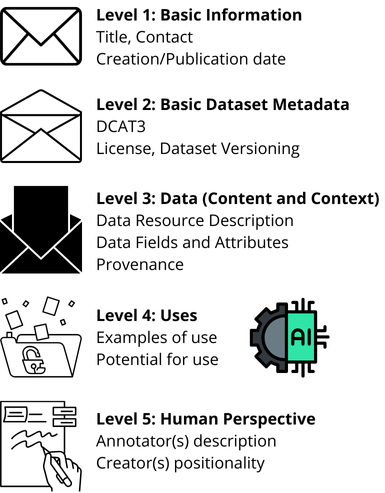 Level 1: Basic Information
Title, Contact
Creation/Publication date
Level 2: Basic Dataset Metadata
DCAT3
License, Dataset Versioning
Level 3: Data (Content and Context)
Data Resource Description
Data Fields and Attributes
Provenance
Level 4: Uses
Examples of use
Potential for use
AI
Level 5: Human Perspective
Annotator(s) description
Creator(s) positionality